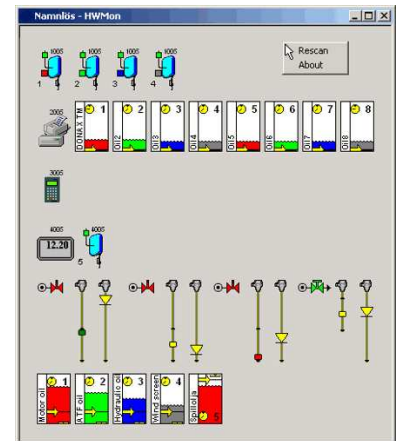 Namnlös - HWMon
Rescan
About
1005 1005 1005 1005
1 2 3 4
2005
1 2 3 4 5 6 7 8
DONAX TM Oil2 Oil3 Oil4 Oil5 Oil6 Oil7 Oil8
3005
4005
12.20
5
1 2 3 4
Motor oil ATF oil Hydraulic oil Wind screen Spillolja
5